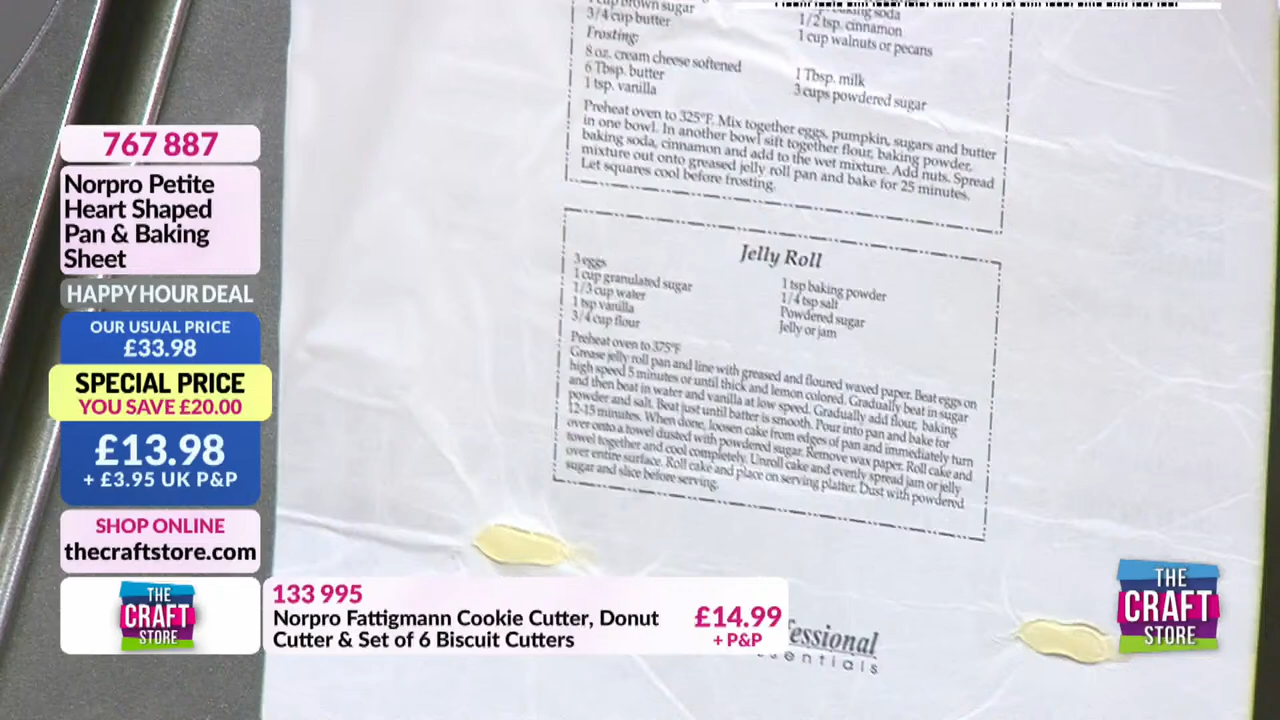 767 887
Norpro Petite
Heart Shaped
Pan & Baking
Sheet
HAPPY HOUR DEAL
OUR USUAL PRICE
£33.98
SPECIAL PRICE
YOU SAVE £20.00
£13.98
+ £3.95 UK P&P
SHOP ONLINE
thecraftstore.com
THE
CRAFT
STORE
133 995
Norpro Fattigmann Cookie Cutter, Donut
Cutter & Set of 6 Biscuit Cutters
£14.99
+ P&P
brown sugar
3/4 cup butter
Frosting:
8 oz. cream cheese softened
6 Tbsp. butter
1 tsp. vanilla
baking soda
1/2 tsp. cinnamon
1 cup walnuts or pecans
1 Tbsp. milk
3 cups powdered sugar
Preheat oven to 325°F. Mix together eggs, pumpkin, sugars and butter
in one bowl. In another bowl sift together flour, baking powder,
baking soda, cinnamon and add to the wet mixture. Add nuts. Spread
mixture out onto greased jelly roll pan and bake for 25 minutes.
Let squares cool before frosting.
Jelly Roll
3 eggs
1 cup granulated sugar
1/3 cup water
1 tsp vanilla
3/4 cup flour
1 tsp baking powder
1/4 tsp salt
Powdered sugar
Jelly or jam
Preheat oven to 375°F
Grease jelly roll pan and line with greased and floured waxed paper. Beat eggs on
high speed 5 minutes or until thick and lemon colored. Gradually beat in sugar
and then beat in water and vanilla at low speed. Gradually add flour, baking
powder and salt. Beat just until batter is smooth. Pour into pan and bake for
12-15 minutes. When done, loosen cake from edges of pan and immediately turn
over onto a towel dusted with powdered sugar. Remove wax paper. Roll cake and
towel together and cool completely. Unroll cake and evenly spread jam or jelly
over entire surface. Roll cake and place on serving platter. Dust with powdered
sugar and slice before serving.
fessional
sentials
THE
CRAFT
STORE